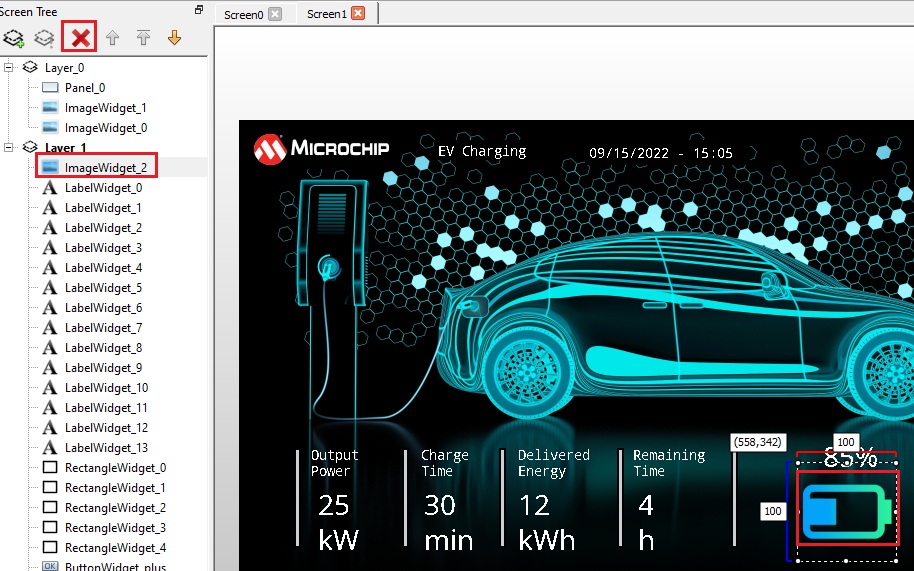 Screen Tree
Screen0
Screen1
Layer_0
Panel_0
ImageWidget_1
ImageWidget_0
Layer_1
ImageWidget_2
LabelWidget_0
LabelWidget_1
LabelWidget_2
LabelWidget_3
LabelWidget_4
LabelWidget_5
LabelWidget_6
LabelWidget_7
LabelWidget_8
LabelWidget_9
LabelWidget_10
LabelWidget_11
LabelWidget_12
LabelWidget_13
RectangleWidget_0
RectangleWidget_1
RectangleWidget_2
RectangleWidget_3
RectangleWidget_4
OK ButtonWidget_plus
MICROCHIP
EV Charging
09/15/2022 - 15:05
Output
Power
25
kW
Charge
Time
30
min
Delivered
Energy
12
kWh
Remaining
Time
4
h
(558,342)
100
85%
100